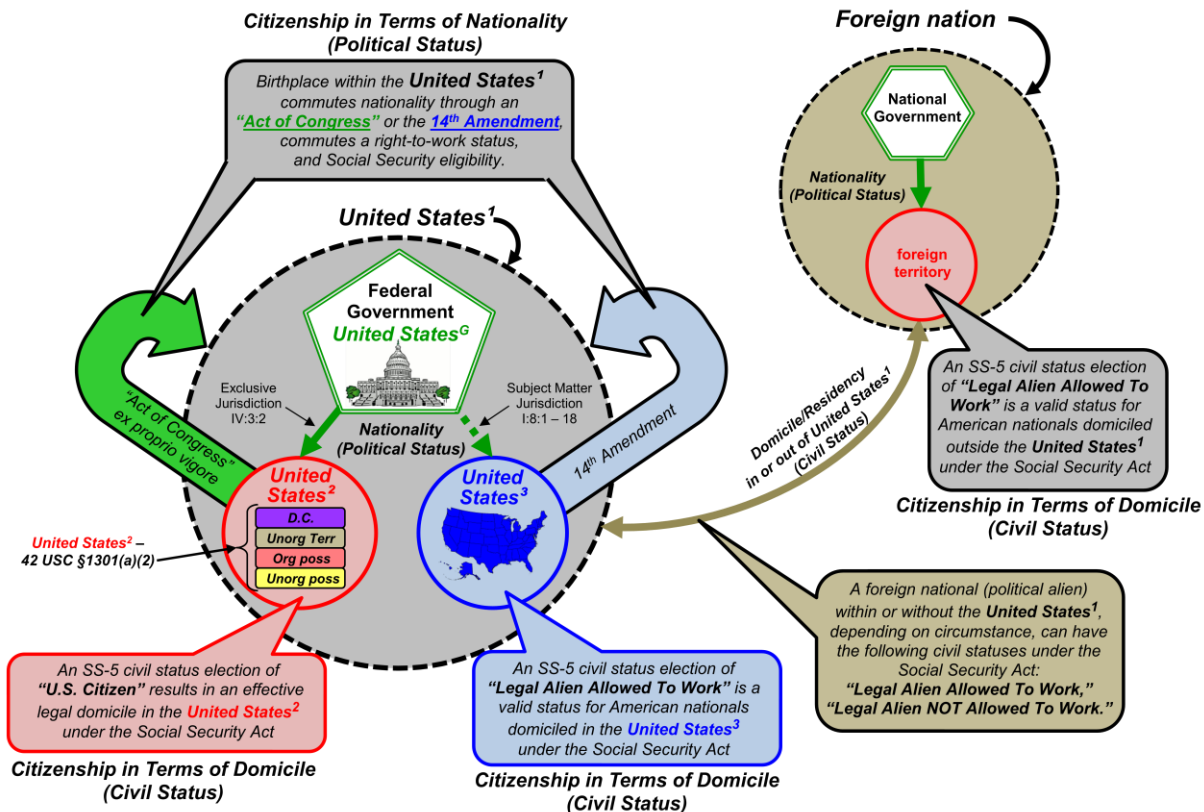 Citizenship in Terms of Nationality
(Political Status)
Birthplace within the United States¹
commutes nationality through an
“Act of Congress” or the 14th Amendment,
commutes a right-to-work status,
and Social Security eligibility.
Foreign nation
National
Government
Nationality
(Political Status)
foreign
territory
United States¹
Federal
Government
United Statesᴳ
Exclusive
Jurisdiction
IV:3:2
Subject Matter
Jurisdiction
I:8:1 – 18
Nationality
(Political Status)
“Act of Congress”
ex proprio vigore
14th Amendment
United
States²
D.C.
Unorg Terr
Org poss
Unorg poss
United States² –
42 USC §1301(a)(2)
United
States³
Domicile/Residency
in or out of United States¹
(Civil Status)
An SS-5 civil status election
of “Legal Alien Allowed To
Work” is a valid status for
American nationals domiciled
outside the United States¹
under the Social Security Act
Citizenship in Terms of Domicile
(Civil Status)
A foreign national (political alien)
within or without the United States¹,
depending on circumstance, can have
the following civil statuses under the
Social Security Act:
“Legal Alien Allowed To Work,”
“Legal Alien NOT Allowed To Work.”
An SS-5 civil status election of
“U.S. Citizen” results in an effective
legal domicile in the United States²
under the Social Security Act
Citizenship in Terms of Domicile
(Civil Status)
An SS-5 civil status election of
“Legal Alien Allowed To Work” is a
valid status for American nationals
domiciled in the United States³
under the Social Security Act
Citizenship in Terms of Domicile
(Civil Status)